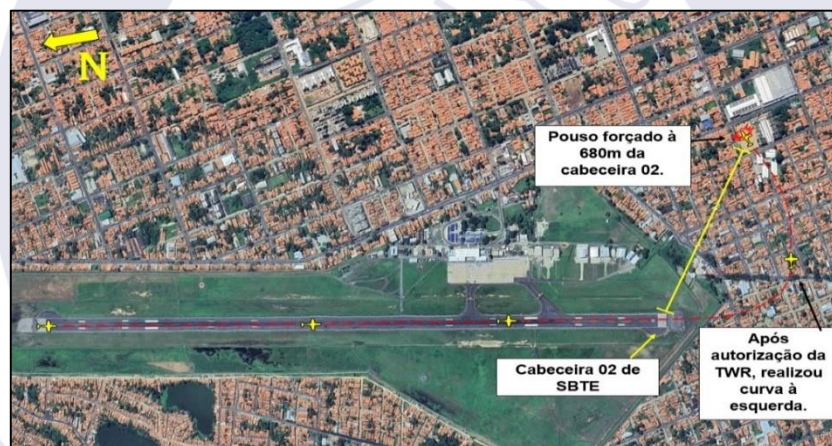 N
Pouso forçado à
680m da
cabeceira 02.
Cabeceira 02 de
SBTE
Após
autorização da
TWR, realizou
curva à
esquerda.